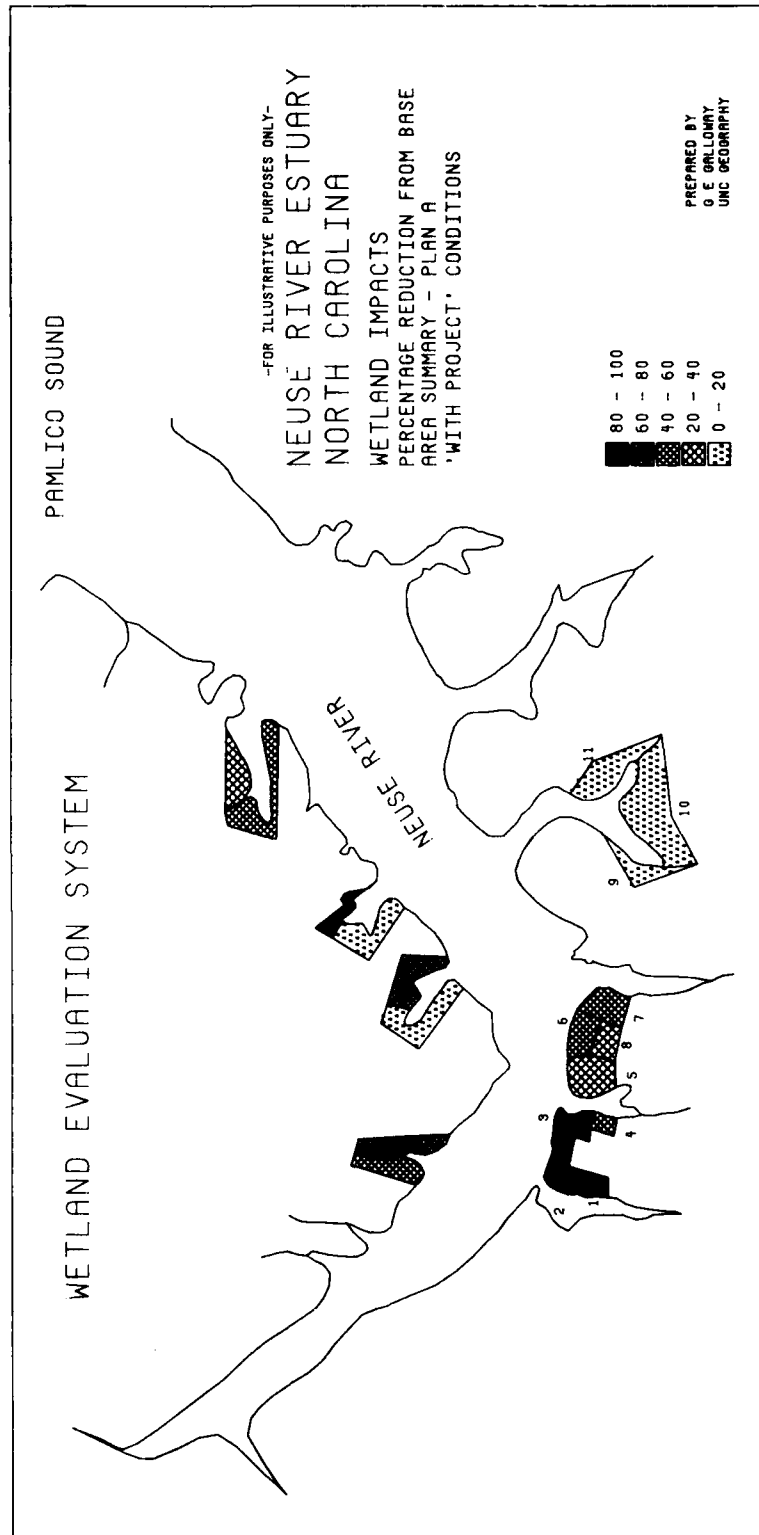 WETLAND EVALUATION SYSTEM
PAMLICO SOUND
-FOR ILLUSTRATIVE PURPOSES ONLY-
NEUSE RIVER ESTUARY
NORTH CAROLINA
WETLAND IMPACTS
PERCENTAGE REDUCTION FROM BASE
AREA SUMMARY - PLAN A
'WITH PROJECT' CONDITIONS
NEUSE RIVER
80 - 100
60 - 80
40 - 60
20 - 40
0 - 20
PREPARED BY
G E GALLOWAY
UNC GEOGRAPHY
1
2
3
4
5
6
7
8
9
10
11